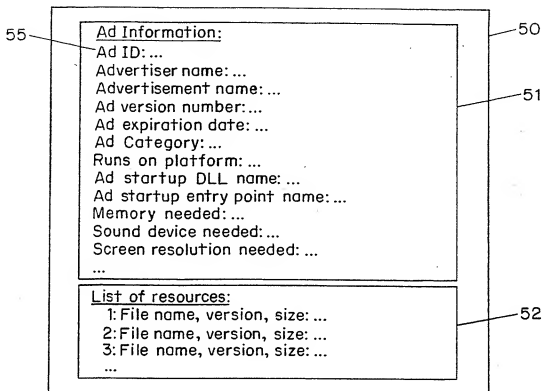 Ad Information:
50
55
Ad ID: ...
Advertiser name: ...
51
Advertisement name: ...
Ad version number: ...
Ad expiration date: ...
Ad Category: ...
Runs on platform: ...
Ad startup DLL name: ...
Ad startup entry point name: ...
Memory needed: ...
Sound device needed: ...
Screen resolution needed: ...
...
List of resources:
52
1: File name, version, size: ...
2: File name, version, size: ...
3: File name, version, size: ...
...